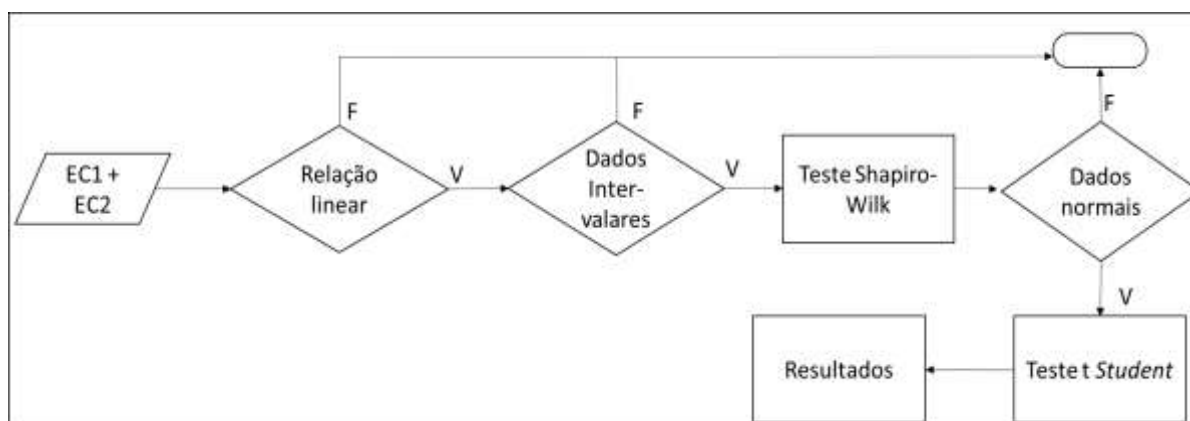 F
F
F
EC1 +
EC2
Relação
linear
V
Dados
Inter-
valares
V
Teste Shapiro-
Wilk
Dados
normais
V
Resultados
Teste t Student